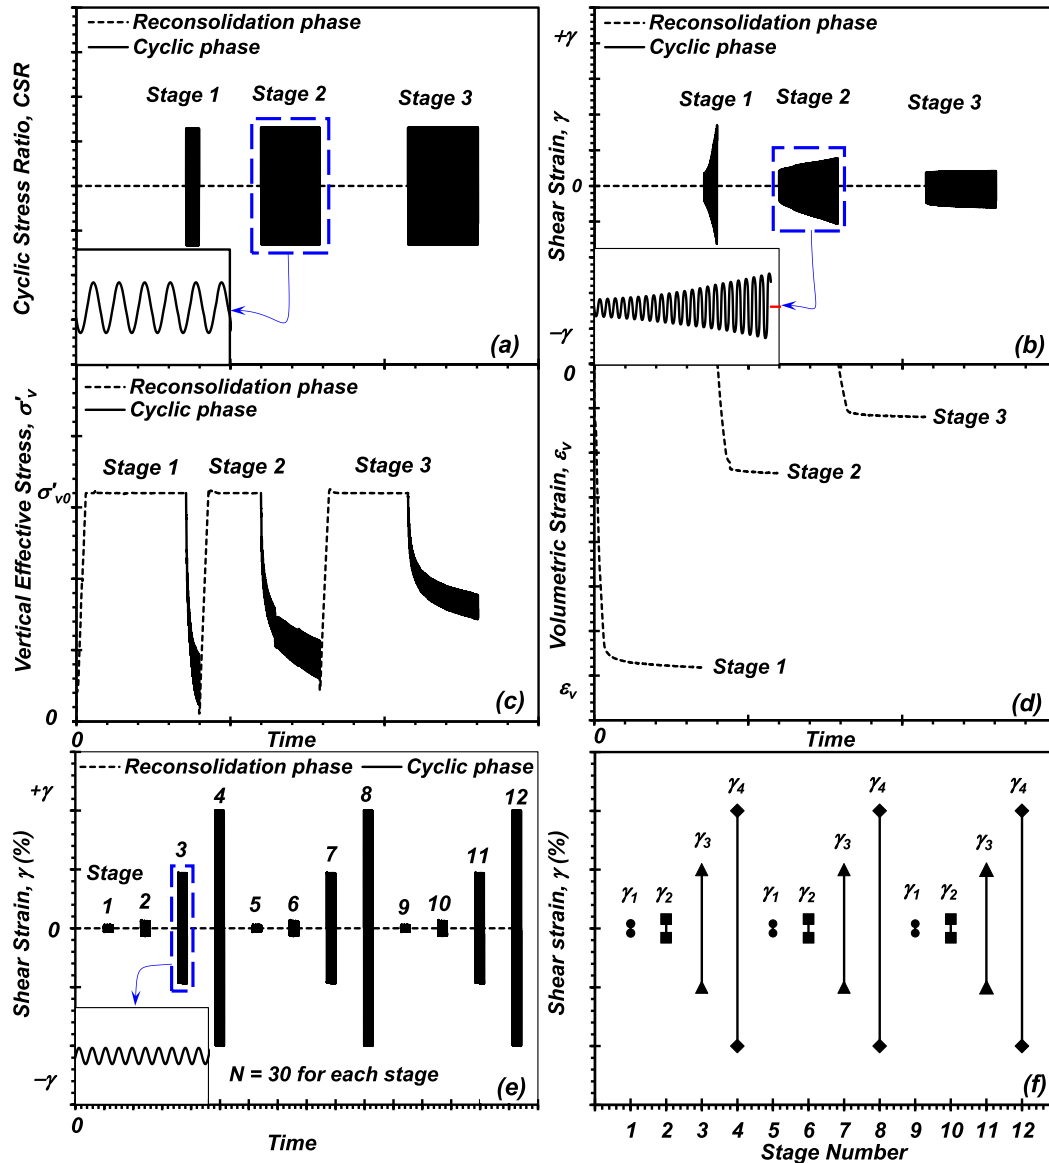 Reconsolidation phase
Cyclic phase
Stage 1
Stage 2
Stage 3
Cyclic Stress Ratio, CSR
(a)
Reconsolidation phase
Cyclic phase
+γ
Stage 1
Stage 2
Stage 3
Shear Strain, γ
0
−γ
(b)
Reconsolidation phase
Cyclic phase
Stage 1
Stage 2
Stage 3
Vertical Effective Stress, σ'v
σ'v0
0
(c)
0
Time
0
Stage 3
Stage 2
Volumetric Strain, εv
Stage 1
εv
(d)
0
Time
Reconsolidation phase
Cyclic phase
+γ
4
8
12
3
7
11
Stage
1
2
5
6
9
10
Shear Strain, γ (%)
0
−γ
N = 30 for each stage
(e)
Time
γ4
γ4
γ4
γ3
γ3
γ3
γ1
γ2
γ1
γ2
γ1
γ2
Shear strain, γ (%)
(f)
1 2 3 4 5 6 7 8 9 10 11 12
Stage Number